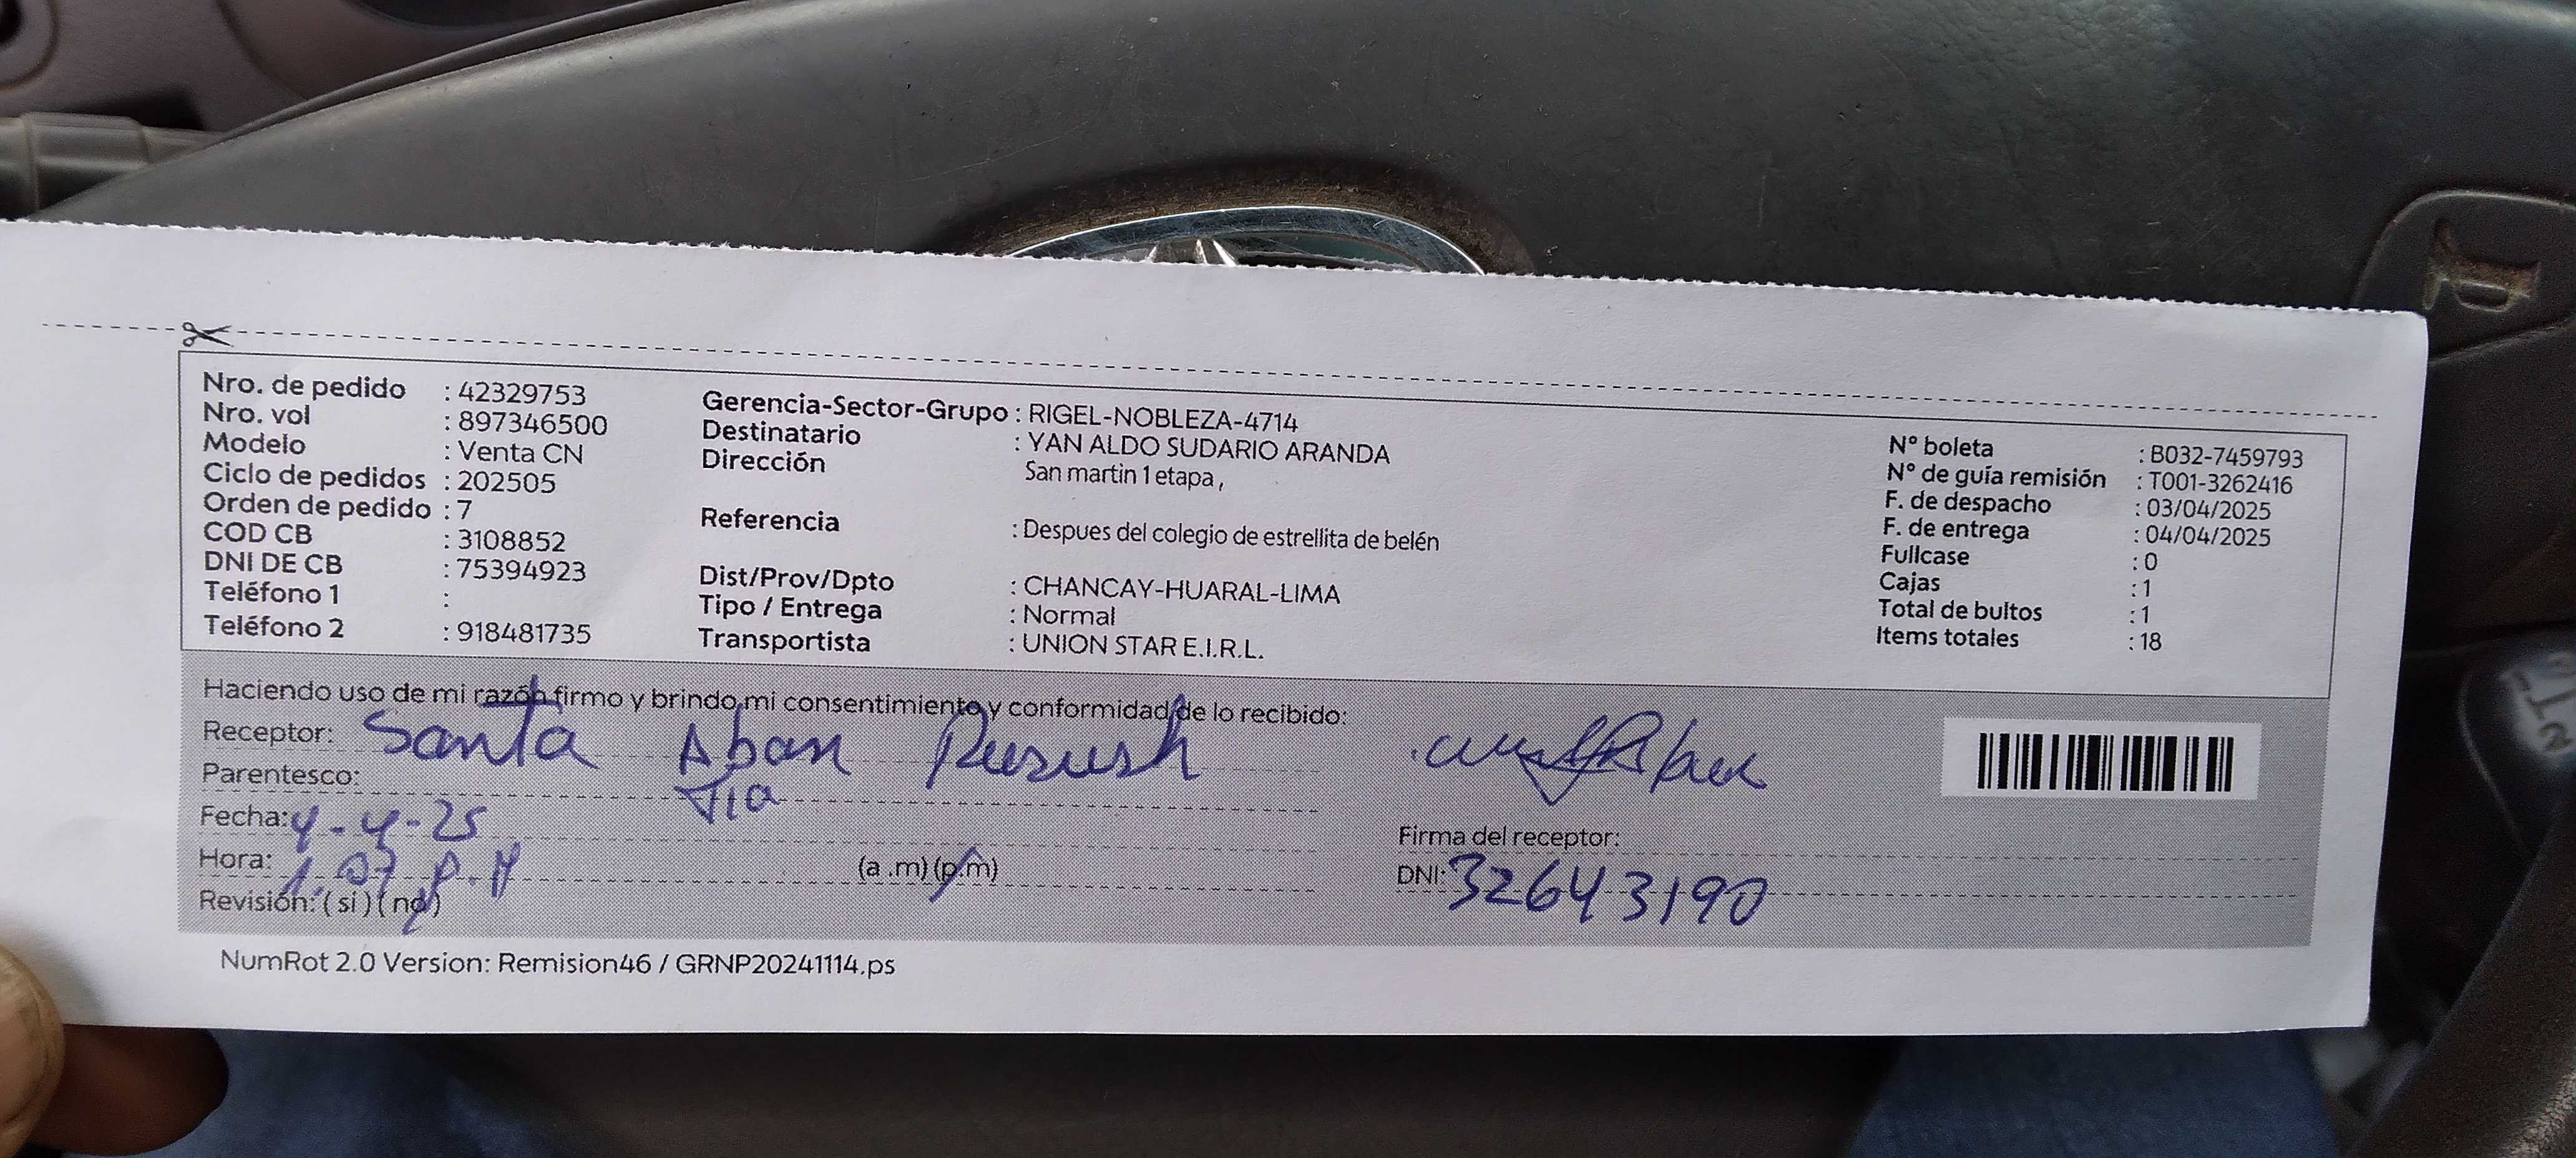 Nro. de pedido : 42329753
Nro. vol : 897346500
Modelo : Venta CN
Ciclo de pedidos : 202505
Orden de pedido : 7
COD CB : 3108852
DNI DE CB : 75394923
Teléfono 1 :
Teléfono 2 : 918481735
Gerencia-Sector-Grupo : RIGEL-NOBLEZA-4714
Destinatario : YAN ALDO SUDARIO ARANDA
Dirección San martin 1 etapa ,
Referencia : Despues del colegio de estrellita de belén
Dist/Prov/Dpto : CHANCAY-HUARAL-LIMA
Tipo / Entrega : Normal
Transportista : UNION STAR E.I.R.L.
N° boleta : B032-7459793
N° de guía remisión : T001-3262416
F. de despacho : 03/04/2025
F. de entrega : 04/04/2025
Fullcase : 0
Cajas : 1
Total de bultos : 1
Items totales : 18
Haciendo uso de mi razón firmo y brindo mi consentimiento y conformidad de lo recibido:
Receptor: Santa
Parentesco: Tia
Fecha: 4-4-25
Hora: 1:07 P.M (a.m) (p.m)
Revisión: ( si ) ( no )
Firma del receptor:
DNI: 32643190
NumRot 2.0 Version: Remision46 / GRNP20241114.ps